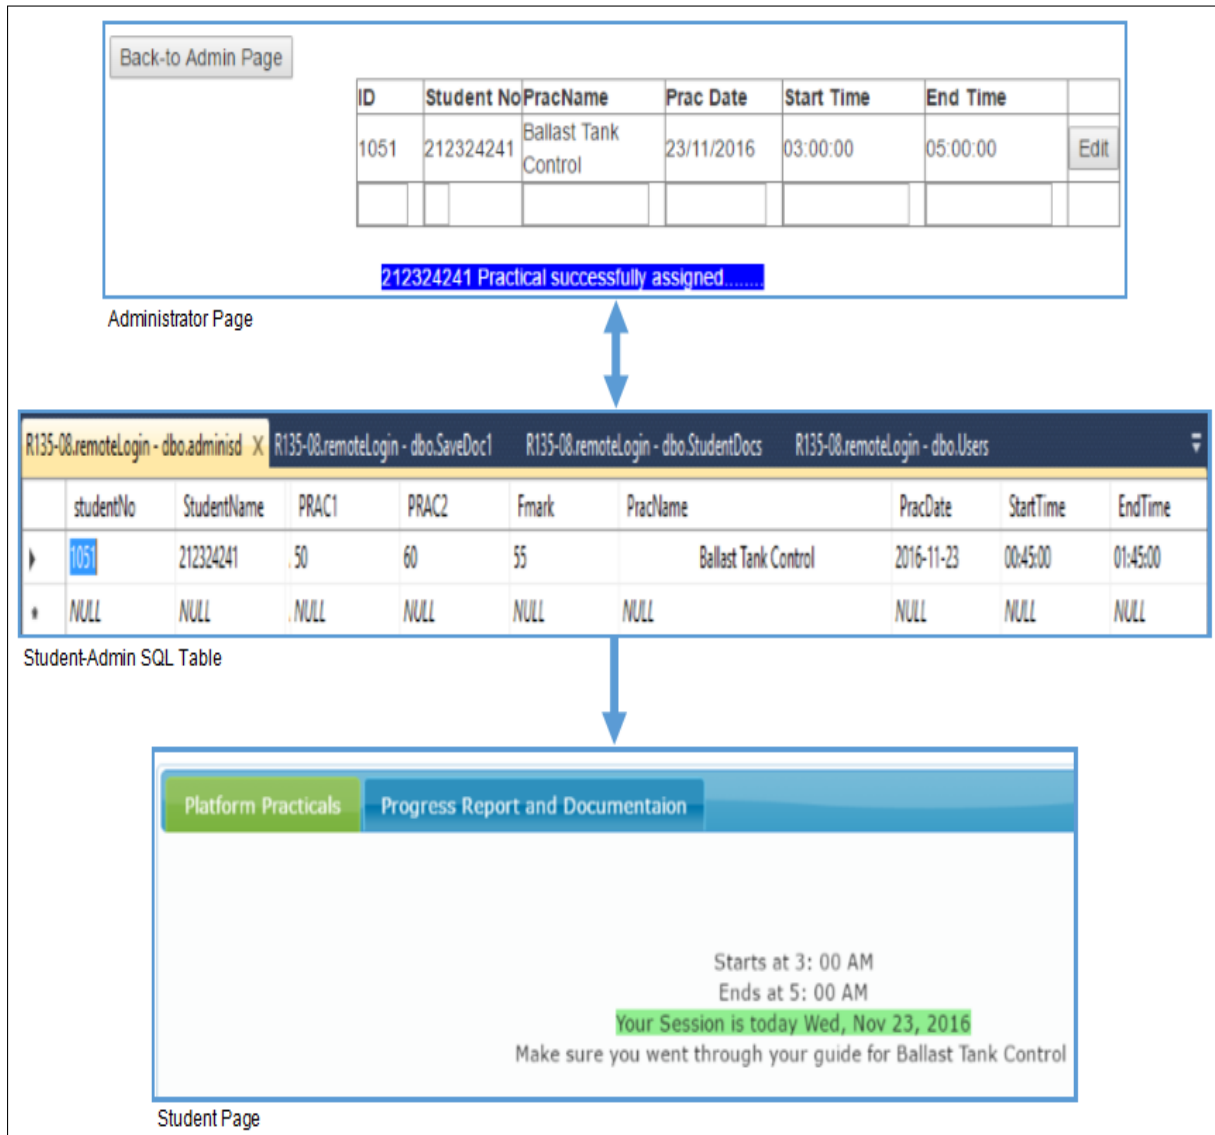 Back-to Admin Page
ID Student No PracName Prac Date Start Time End Time
1051 212324241 Ballast Tank Control 23/11/2016 03:00:00 05:00:00 Edit
212324241 Practical successfully assigned........
Administrator Page
R135-08.remoteLogin - dbo.adminisd X R135-08.remoteLogin - dbo.SaveDoc1 R135-08.remoteLogin - dbo.StudentDocs R135-08.remoteLogin - dbo.Users
studentNo StudentName PRAC1 PRAC2 Fmark PracName PracDate StartTime EndTime
1051 212324241 50 60 55 Ballast Tank Control 2016-11-23 00:45:00 01:45:00
NULL NULL NULL NULL NULL NULL NULL NULL NULL
Student-Admin SQL Table
Platform Practicals Progress Report and Documentaion
Starts at 3: 00 AM
Ends at 5: 00 AM
Your Session is today Wed, Nov 23, 2016
Make sure you went through your guide for Ballast Tank Control
Student Page